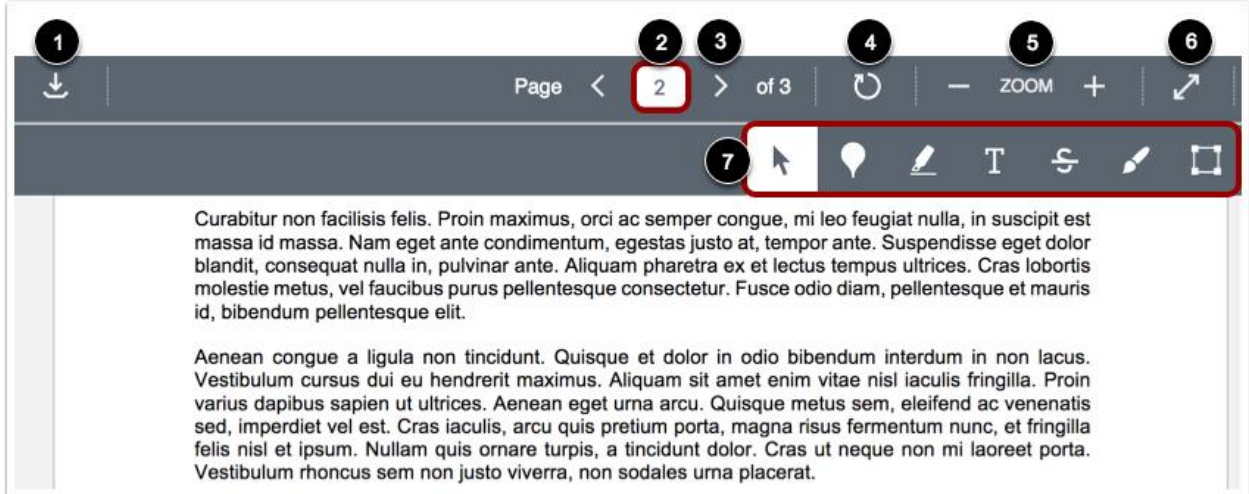 1 2 3 4 5 6
Page 2 of 3 ZOOM
7 T S
Curabitur non facilisis felis. Proin maximus, orci ac semper congue, mi leo feugiat nulla, in suscipit est
massa id massa. Nam eget ante condimentum, egestas justo at, tempor ante. Suspendisse eget dolor
blandit, consequat nulla in, pulvinar ante. Aliquam pharetra ex et lectus tempus ultrices. Cras lobortis
molestie metus, vel faucibus purus pellentesque consectetur. Fusce odio diam, pellentesque et mauris
id, bibendum pellentesque elit.
Aenean congue a ligula non tincidunt. Quisque et dolor in odio bibendum interdum in non lacus.
Vestibulum cursus dui eu hendrerit maximus. Aliquam sit amet enim vitae nisl iaculis fringilla. Proin
varius dapibus sapien ut ultrices. Aenean eget urna arcu. Quisque metus sem, eleifend ac venenatis
sed, imperdiet vel est. Cras iaculis, arcu quis pretium porta, magna risus fermentum nunc, et fringilla
felis nisl et ipsum. Nullam quis ornare turpis, a tincidunt dolor. Cras ut neque non mi laoreet porta.
Vestibulum rhoncus sem non justo viverra, non sodales urna placerat.